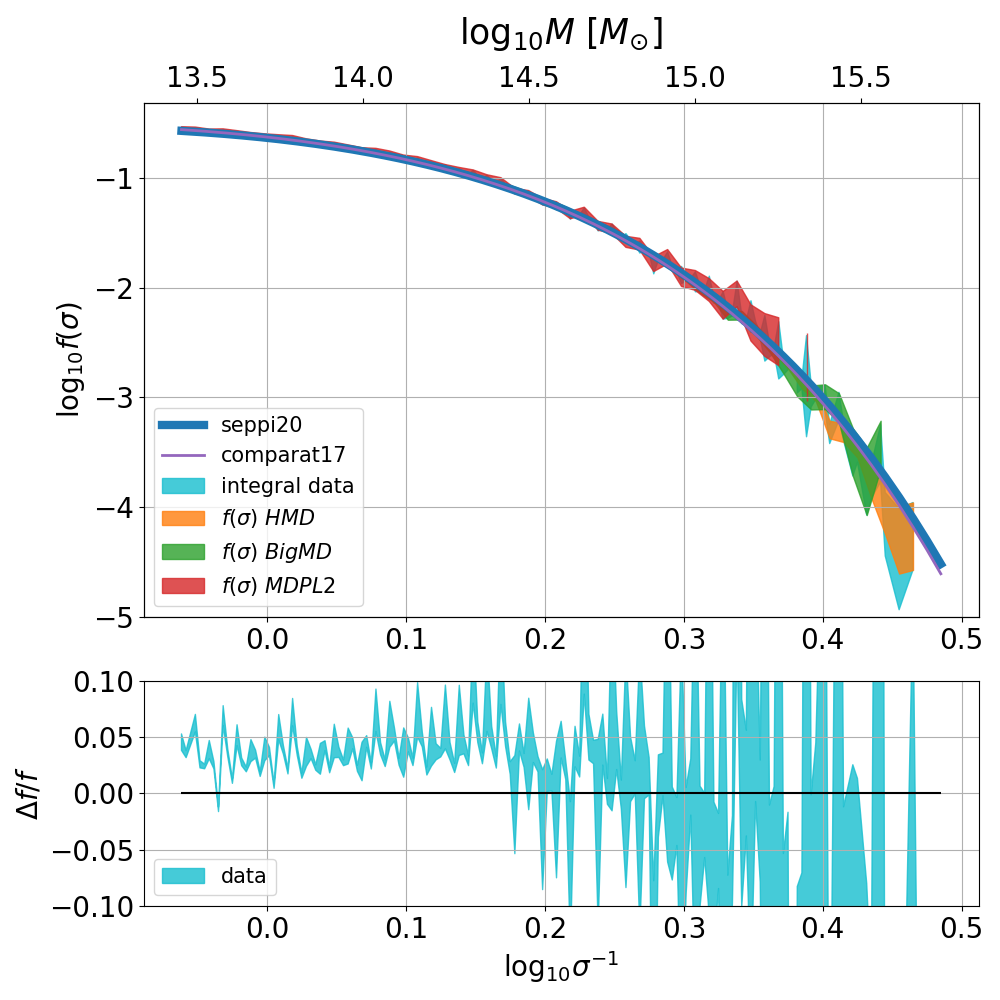 log₁₀M [M⊙]
13.5 14.0 14.5 15.0 15.5
log₁₀f(σ)
−1
−2
−3
−4
−5
seppi20
comparat17
integral data
f(σ) HMD
f(σ) BigMD
f(σ) MDPL2
0.0 0.1 0.2 0.3 0.4 0.5
Δf/f
0.10
0.05
0.00
−0.05
−0.10
data
0.0 0.1 0.2 0.3 0.4 0.5
log₁₀σ⁻¹